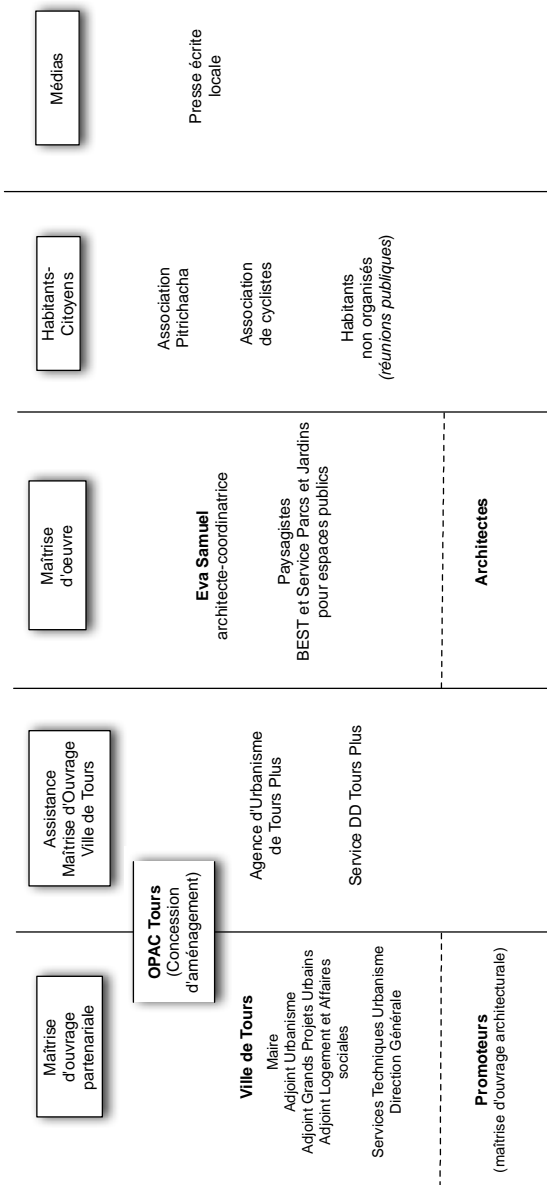 Maîtrise
d'ouvrage
partenariale
Assistance
Maîtrise d'Ouvrage
Ville de Tours
Maîtrise
d'oeuvre
Habitants-
Citoyens
Médias
OPAC Tours
(Concession
d'aménagement)
Ville de Tours
Maire
Adjoint Urbanisme
Adjoint Grands Projets Urbains
Adjoint Logement et Affaires
sociales
Services Techniques Urbanisme
Direction Générale
Promoteurs
(maîtrise d'ouvrage architecturale)
Agence d'Urbanisme
de Tours Plus
Service DD Tours Plus
Eva Samuel
architecte-coordinatrice
Paysagistes
BEST et Service Parcs et Jardins
pour espaces publics
Architectes
Association
Pitrichacha
Association
de cyclistes
Habitants
non organisés
(réunions publiques)
Presse écrite
locale